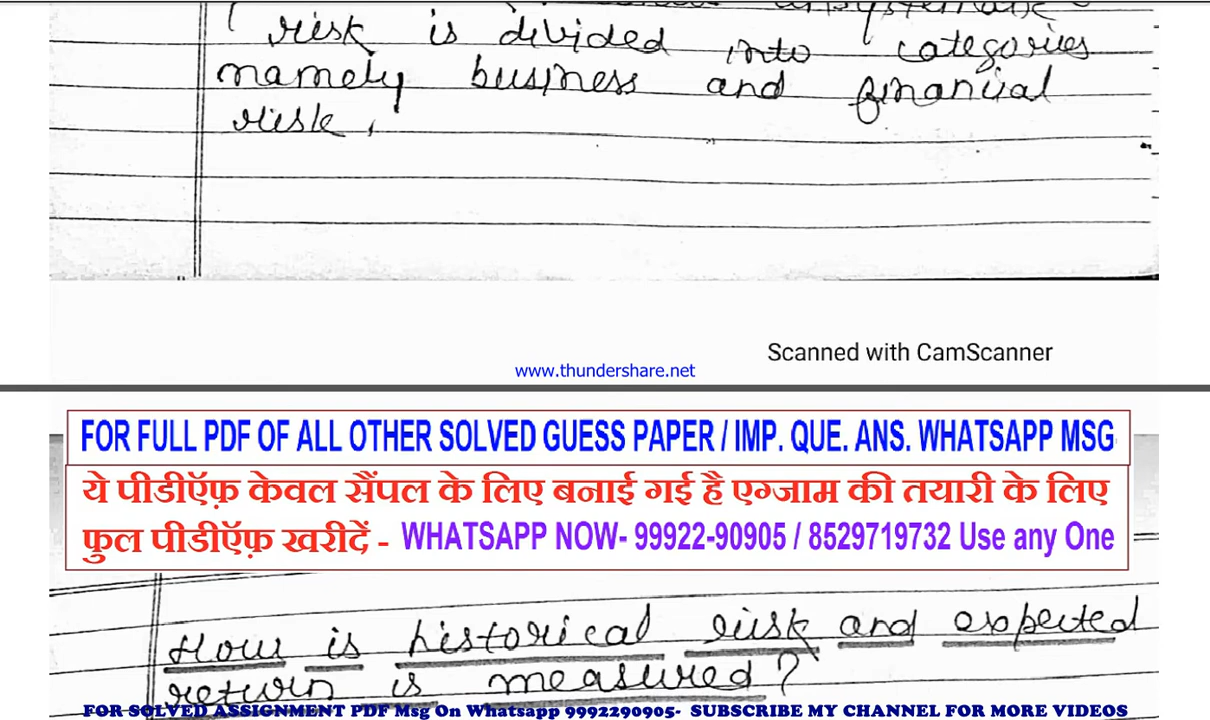 unsystematic
risk is divided into categories
namely business and financial
risk,
Scanned with CamScanner
www.thundershare.net
FOR FULL PDF OF ALL OTHER SOLVED GUESS PAPER / IMP. QUE. ANS. WHATSAPP MSG
ये पीडीऍफ़ केवल सैंपल के लिए बनाई गई है एग्जाम की तयारी के लिए
फुल पीडीऍफ़ खरीदें - WHATSAPP NOW- 99922-90905 / 8529719732 Use any One
How is historical risk and expected
return is measured?
FOR SOLVED ASSIGNMENT PDF Msg On Whatsapp 9992290905- SUBSCRIBE MY CHANNEL FOR MORE VIDEOS